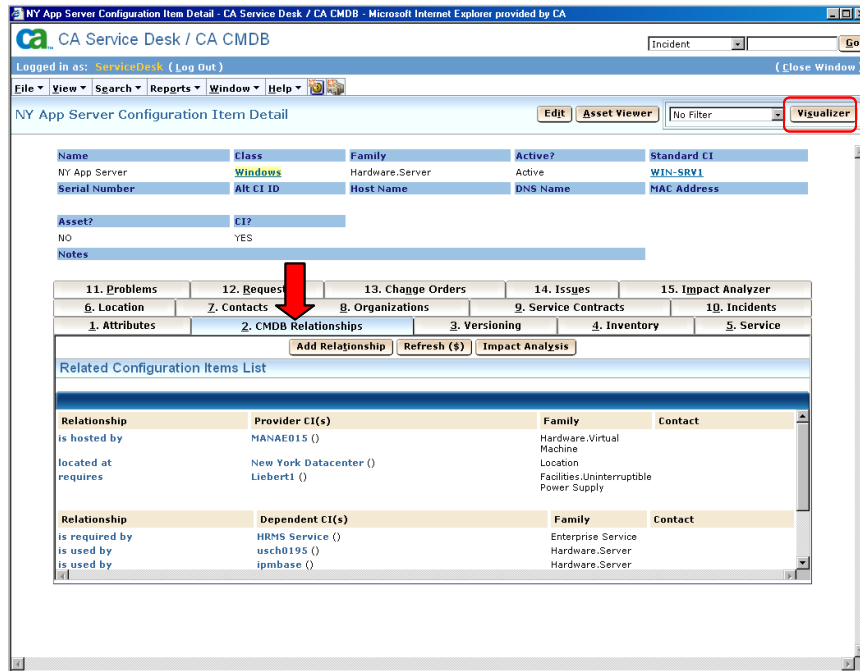 NY App Server Configuration Item Detail - CA Service Desk / CA CMDB - Microsoft Internet Explorer provided by CA
ca CA Service Desk / CA CMDB Incident Go
Logged in as: ServiceDesk (Log Out) (Close Window)
File View Search Reports Window Help
NY App Server Configuration Item Detail Edit Asset Viewer No Filter Visualizer
Name Class Family Active? Standard CI
NY App Server Windows Hardware.Server Active WIN-SRV1
Serial Number Alt CI ID Host Name DNS Name MAC Address
Asset? CI?
NO YES
Notes
11. Problems 12. Request 13. Change Orders 14. Issues 15. Impact Analyzer
6. Location 7. Contacts 8. Organizations 9. Service Contracts 10. Incidents
1. Attributes 2. CMDB Relationships 3. Versioning 4. Inventory 5. Service
Add Relationship Refresh ($) Impact Analysis
Related Configuration Items List
Relationship Provider CI(s) Family Contact
is hosted by MANAE015 () Hardware.Virtual
Machine
located at New York Datacenter () Location
requires Liebert1 () Facilities.Uninterruptible
Power Supply
Relationship Dependent CI(s) Family Contact
is required by HRMS Service () Enterprise Service
is used by usch0195 () Hardware.Server
is used by ipmbase () Hardware.Server